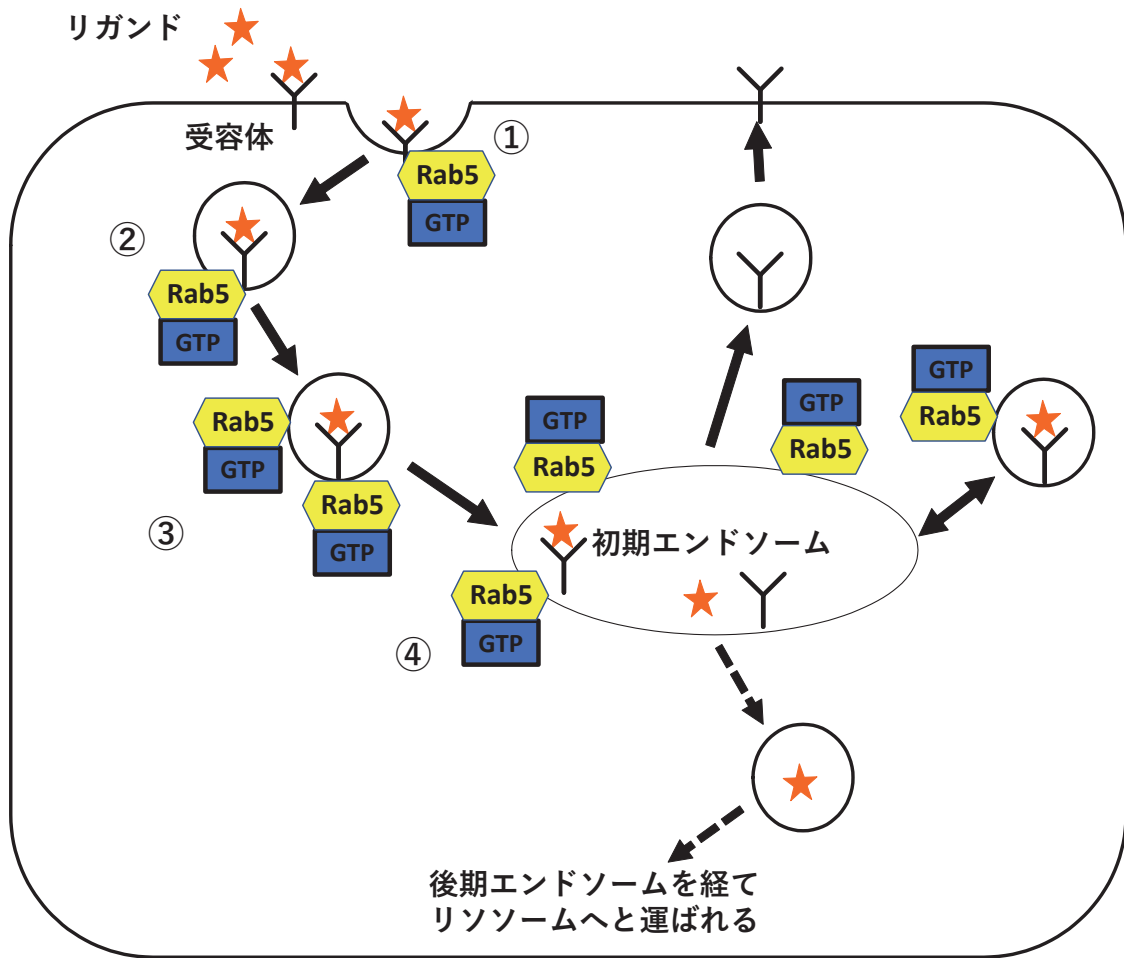 リガンド
受容体
①
Rab5
GTP
②
Rab5
GTP
Rab5
GTP
Rab5
GTP
③
GTP
Rab5
GTP
Rab5
GTP
Rab5
初期エンドソーム
Rab5
GTP
④
後期エンドソームを経て
リソソームへと運ばれる